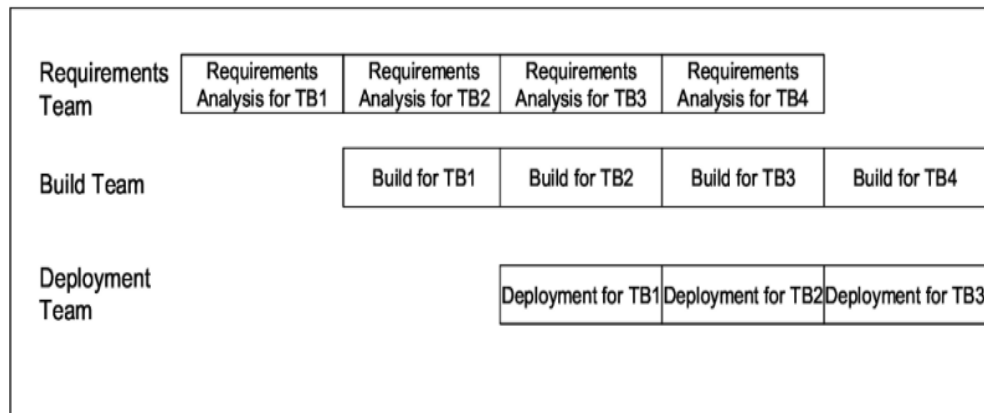 Requirements Team
Requirements Analysis for TB1
Requirements Analysis for TB2
Requirements Analysis for TB3
Requirements Analysis for TB4
Build Team
Build for TB1
Build for TB2
Build for TB3
Build for TB4
Deployment Team
Deployment for TB1
Deployment for TB2
Deployment for TB3